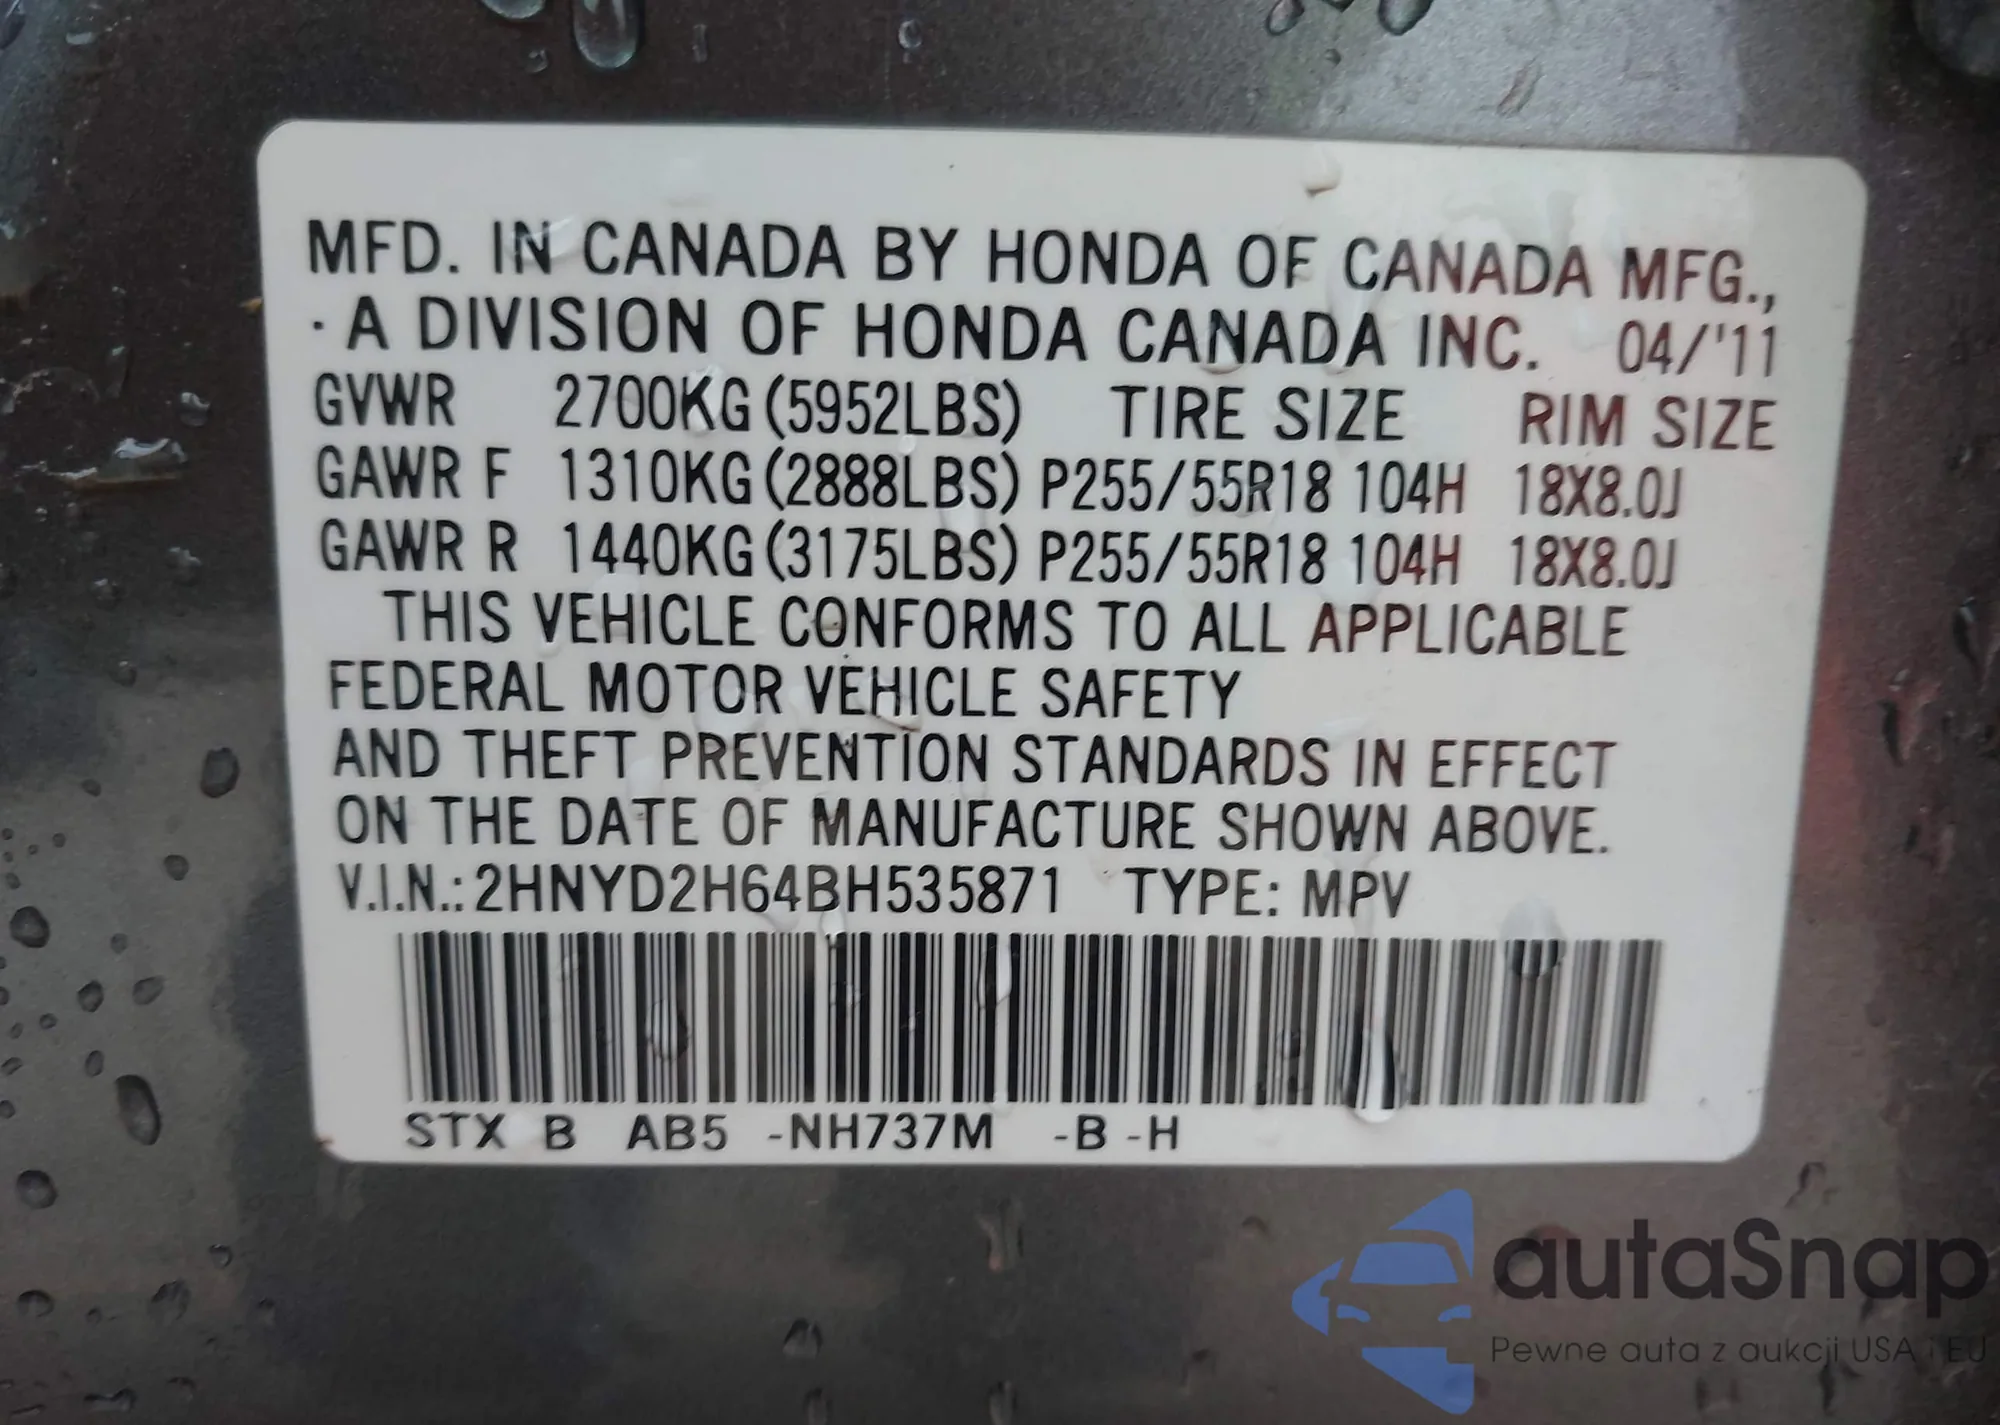 MFD. IN CANADA BY HONDA OF CANADA MFG.,
· A DIVISION OF HONDA CANADA INC. 04/'11
GVWR 2700KG (5952LBS) TIRE SIZE RIM SIZE
GAWR F 1310KG (2888LBS) P255/55R18 104H 18X8.0J
GAWR R 1440KG (3175LBS) P255/55R18 104H 18X8.0J
THIS VEHICLE CONFORMS TO ALL APPLICABLE
FEDERAL MOTOR VEHICLE SAFETY
AND THEFT PREVENTION STANDARDS IN EFFECT
ON THE DATE OF MANUFACTURE SHOWN ABOVE.
V.I.N.: 2HNYD2H64BH535871 TYPE: MPV
STX B AB5 -NH737M -B -H
autaSnap
Pewne auta z aukcji USA i EU